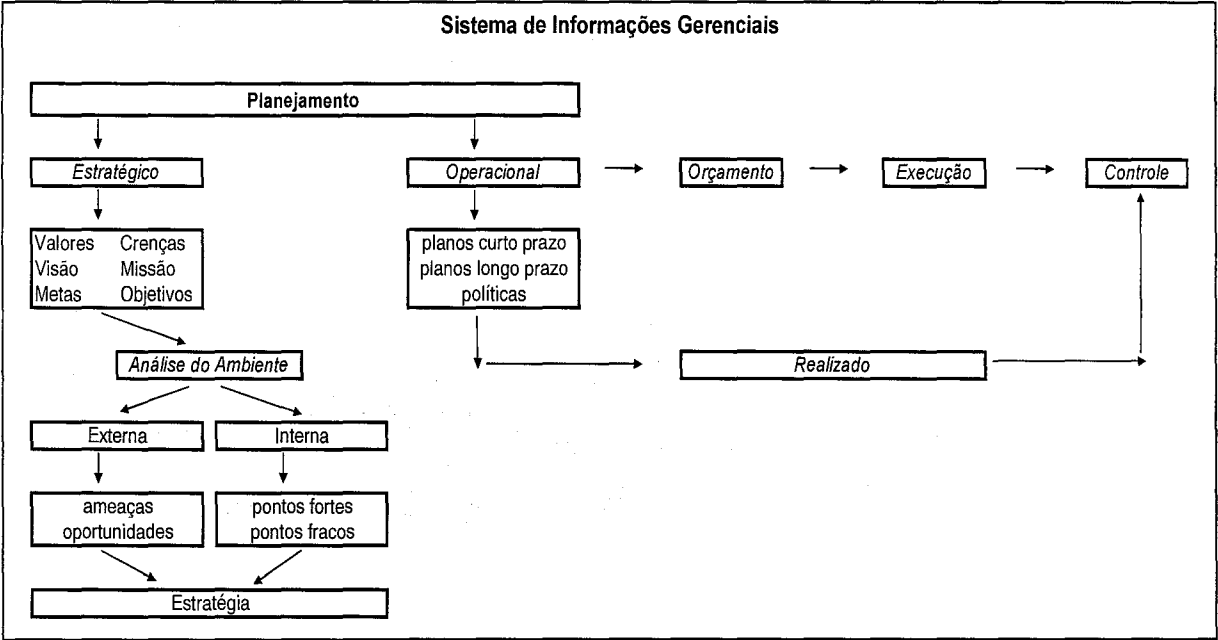 Sistema de Informações Gerenciais
Planejamento
Estratégico
Operacional
Orçamento
Execução
Controle
Valores Crenças
Visão Missão
Metas Objetivos
planos curto prazo
planos longo prazo
políticas
Análise do Ambiente
Realizado
Externa
Interna
ameaças
oportunidades
pontos fortes
pontos fracos
Estratégia